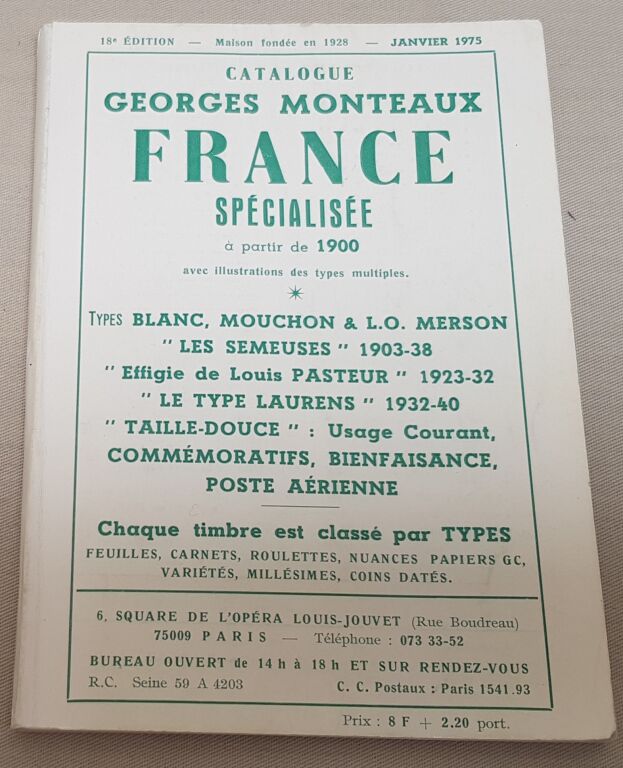 18e ÉDITION — Maison fondée en 1928 — JANVIER 1975
CATALOGUE
GEORGES MONTEAUX
FRANCE
SPÉCIALISÉE
à partir de 1900
avec illustrations des types multiples.
TYPES BLANC, MOUCHON & L.O. MERSON
" LES SEMEUSES " 1903-38
" Effigie de Louis PASTEUR " 1923-32
" LE TYPE LAURENS " 1932-40
" TAILLE-DOUCE " : Usage Courant,
COMMÉMORATIFS, BIENFAISANCE,
POSTE AÉRIENNE
Chaque timbre est classé par TYPES
FEUILLES, CARNETS, ROULETTES, NUANCES PAPIERS GC,
VARIÉTÉS, MILLÉSIMES, COINS DATÉS.
6, SQUARE DE L'OPÉRA LOUIS-JOUVET (Rue Boudreau)
75009 PARIS — Téléphone : 073 33-52
BUREAU OUVERT de 14 h à 18 h ET SUR RENDEZ-VOUS
R.C. Seine 59 A 4203 C. C. Postaux : Paris 1541.93
Prix : 8 F + 2.20 port.